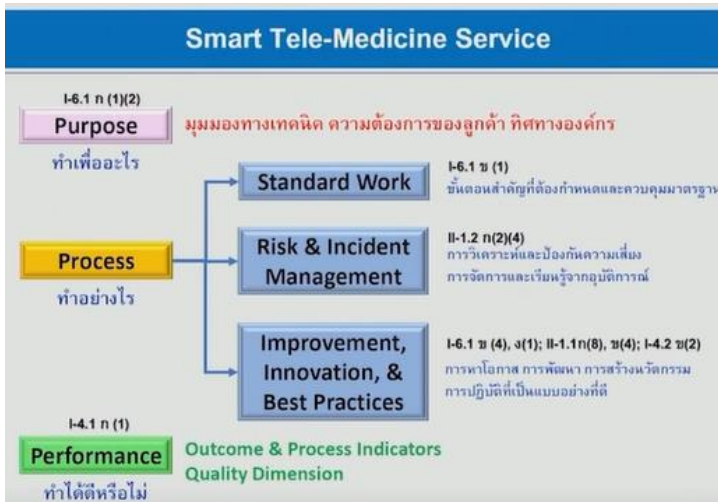 Smart Tele-Medicine Service
I-6.1 ก (1)(2)
Purpose
มุมมองทางเทคนิค ความต้องการของลูกค้า ทิศทางองค์กร
ทำเพื่ออะไร
Standard Work
I-6.1 ข (1)
ขั้นตอนสำคัญที่ต้องกำหนดและควบคุมมาตรฐาน
Process
ทำอย่างไร
Risk & Incident
Management
II-1.2 ก(2)(4)
การวิเคราะห์และป้องกันความเสี่ยง
การจัดการและเรียนรู้จากอุบัติการณ์
Improvement,
Innovation, &
Best Practices
I-6.1 ข (4), ง(1); II-1.1ก(8), ข(4); I-4.2 ข(2)
การหาโอกาส การพัฒนา การสร้างนวัตกรรม
การปฏิบัติที่เป็นแบบอย่างที่ดี
I-4.1 ก (1)
Performance
Outcome & Process Indicators
Quality Dimension
ทำได้ดีหรือไม่